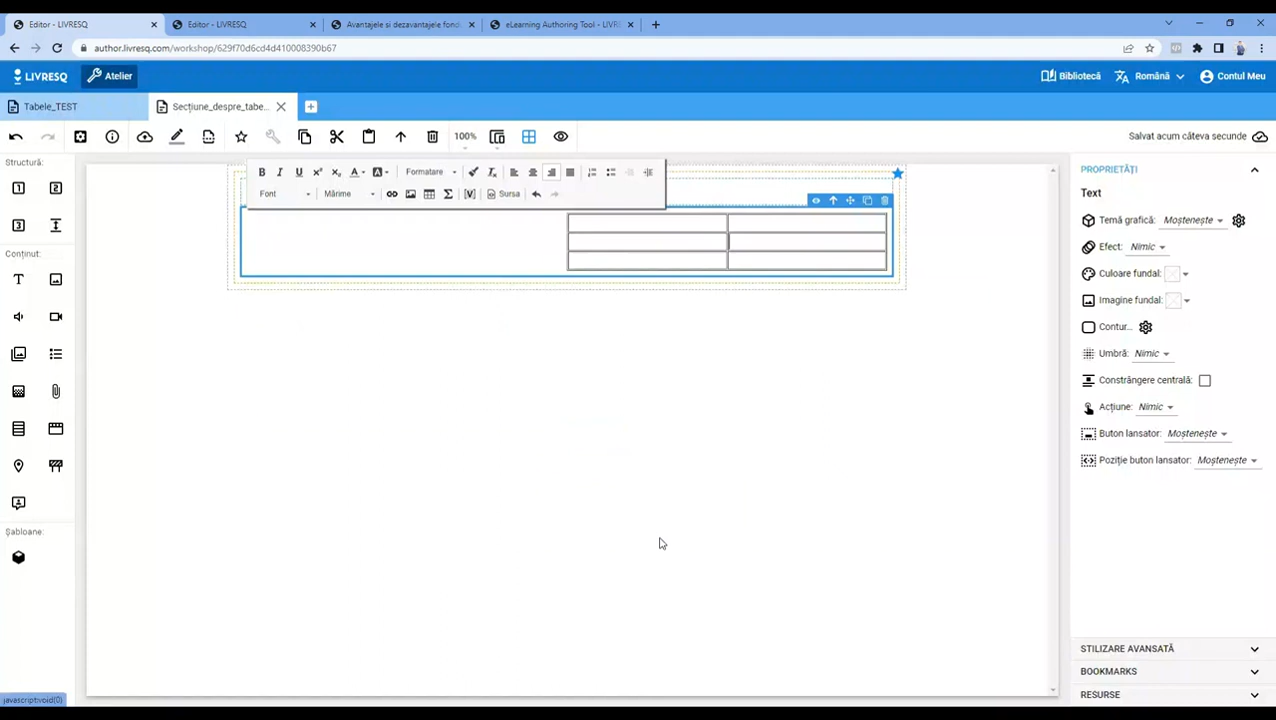 Editor - LIVRESQ
Editor - LIVRESQ
Avantajele si dezavantajele fond
eLearning Authoring Tool - LIVR
author.livresq.com/workshop/629f70d6cd4d410008390b67
LIVRESQ
Atelier
Bibliotecă
Română
Contul Meu
Tabele_TEST
Secțiune_despre_tabe...
100%
Salvat acum câteva secunde
Structură:
1
2
3
Conținut:
T
Șabloane:
B
I
U
Formatare
Font
Mărime
Sursa
PROPRIETĂȚI
Text
Temă grafică: Moștenește
Efect: Nimic
Culoare fundal:
Imagine fundal:
Contur...
Umbră: Nimic
Constrângere centrală:
Acțiune: Nimic
Buton lansator: Moștenește
Poziție buton lansator: Moștenește
STILIZARE AVANSATĂ
BOOKMARKS
RESURSE
javascript:void(0)